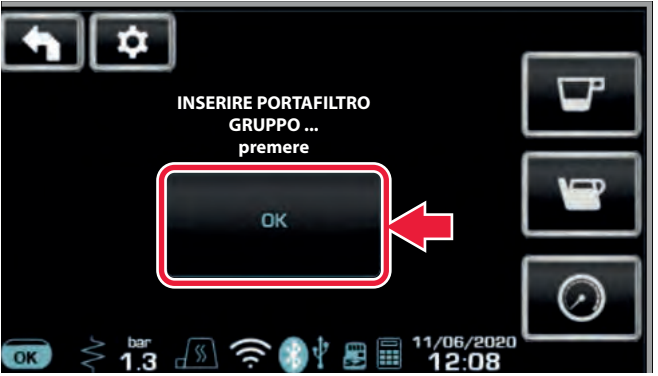 INSERIRE PORTAFILTRO
GRUPPO ...
premere
OK
OK
bar
1.3
11/06/2020
12:08